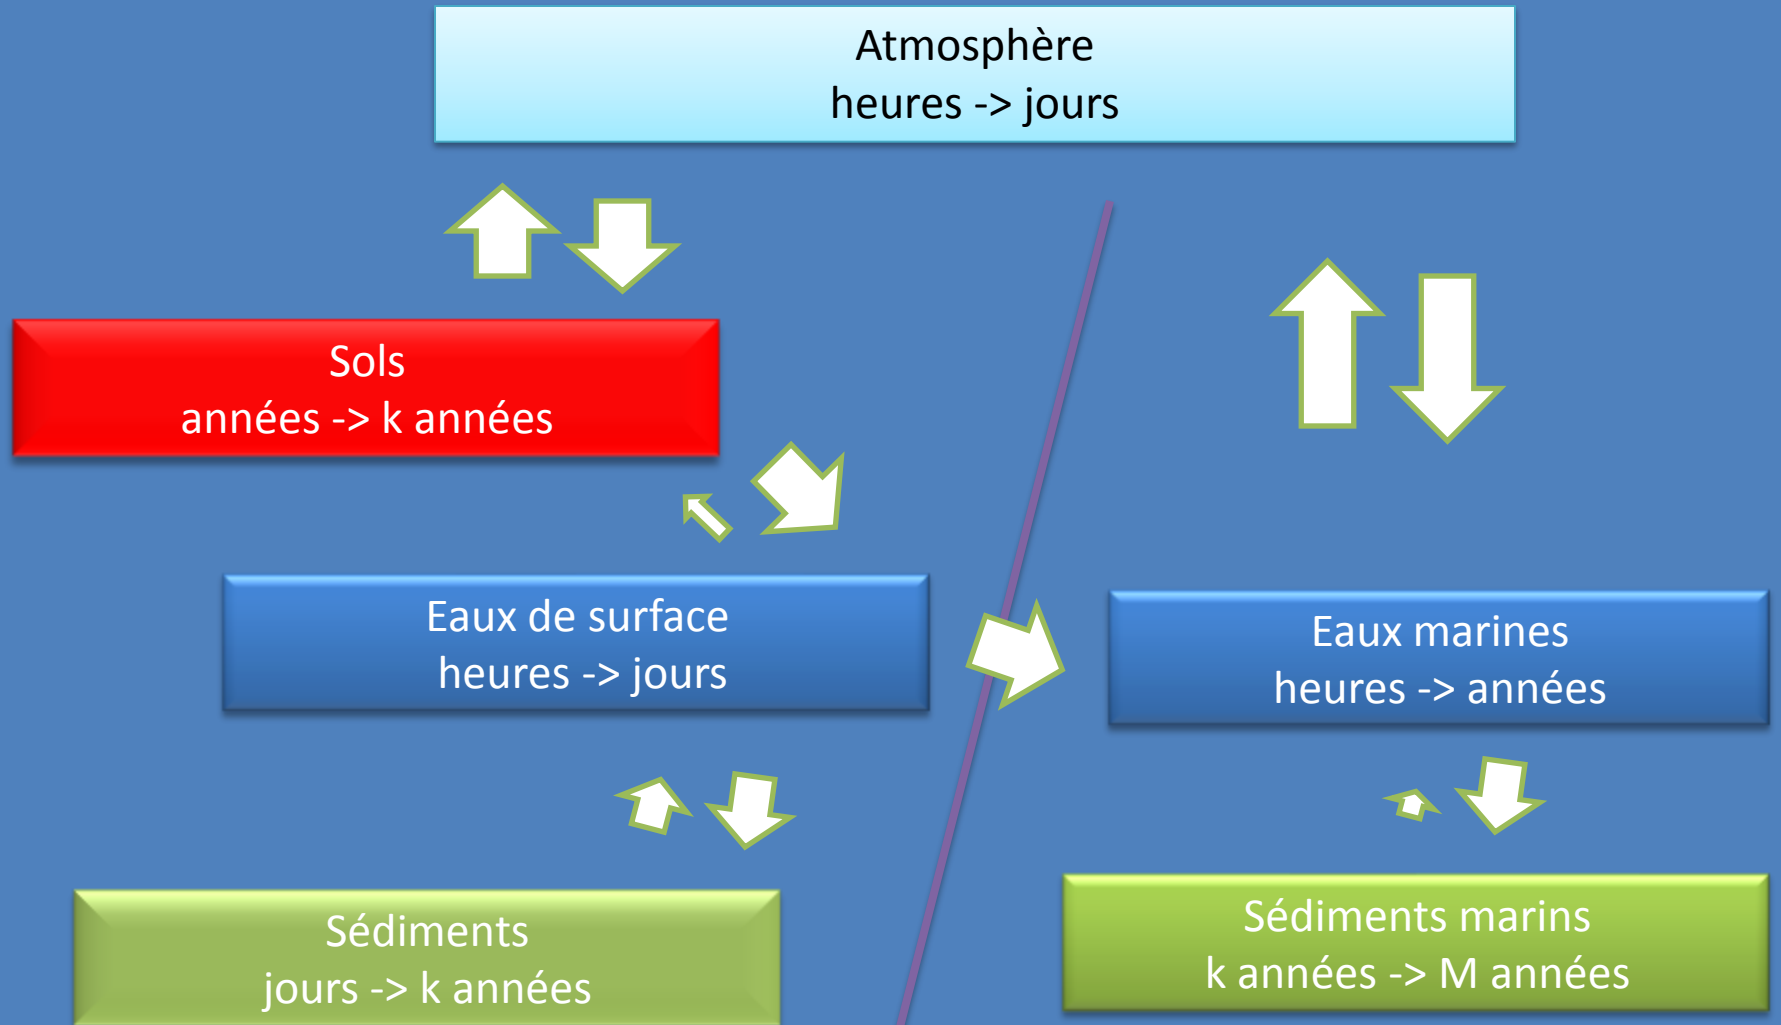 Atmosphère
heures -> jours
Sols
années -> k années
Eaux de surface
heures -> jours
Eaux marines
heures -> années
Sédiments
jours -> k années
Sédiments marins
k années -> M années